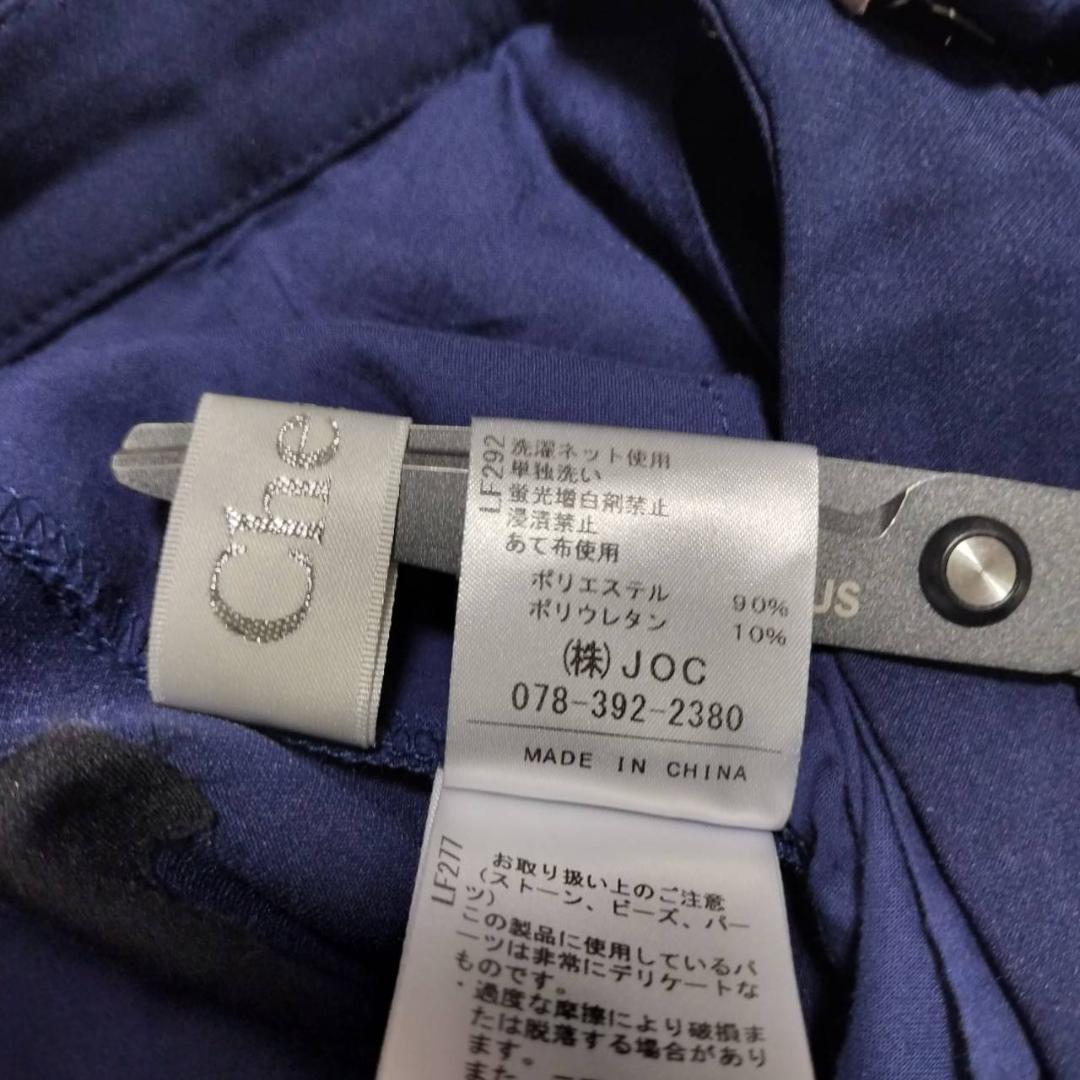 Che
LF292
洗濯ネット使用
単独洗い
蛍光増白剤禁止
浸漬禁止
あて布使用
ポリエステル 90%
ポリウレタン 10%
(株)JOC
078-392-2380
MADE IN CHINA
US
LF277
お取り扱い上のご注意
(ストーン、ビーズ、パー
ツ)
この製品に使用しているパ
ーツは非常にデリケートな
ものです。
・過度な摩擦により破損ま
たは脱落する場合があり
ます。
また